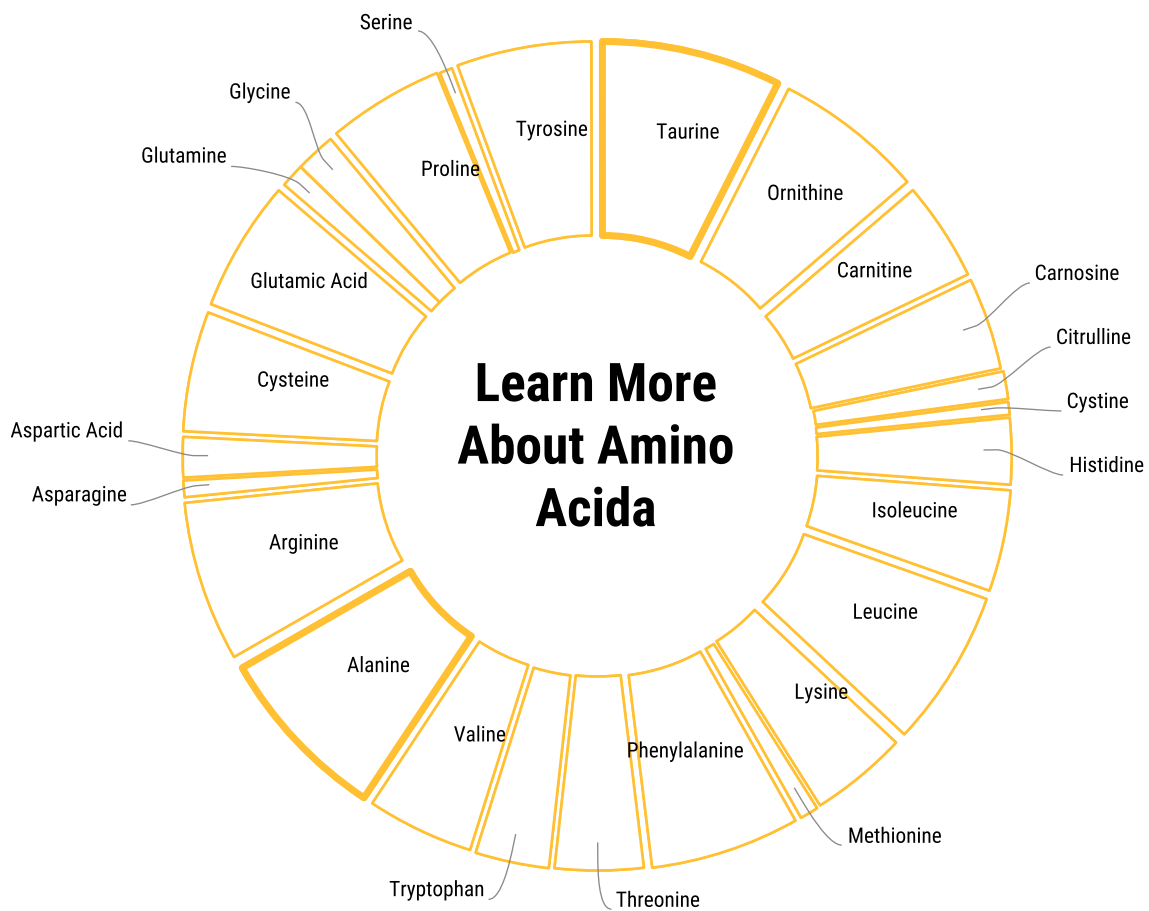 Serine
Tyrosine
Taurine
Glycine
Glutamine
Proline
Ornithine
Glutamic Acid
Carnitine
Carnosine
Citrulline
Cysteine
Cystine
Learn More
About Amino
Acida
Aspartic Acid
Histidine
Asparagine
Isoleucine
Arginine
Leucine
Alanine
Lysine
Valine
Phenylalanine
Methionine
Tryptophan
Threonine